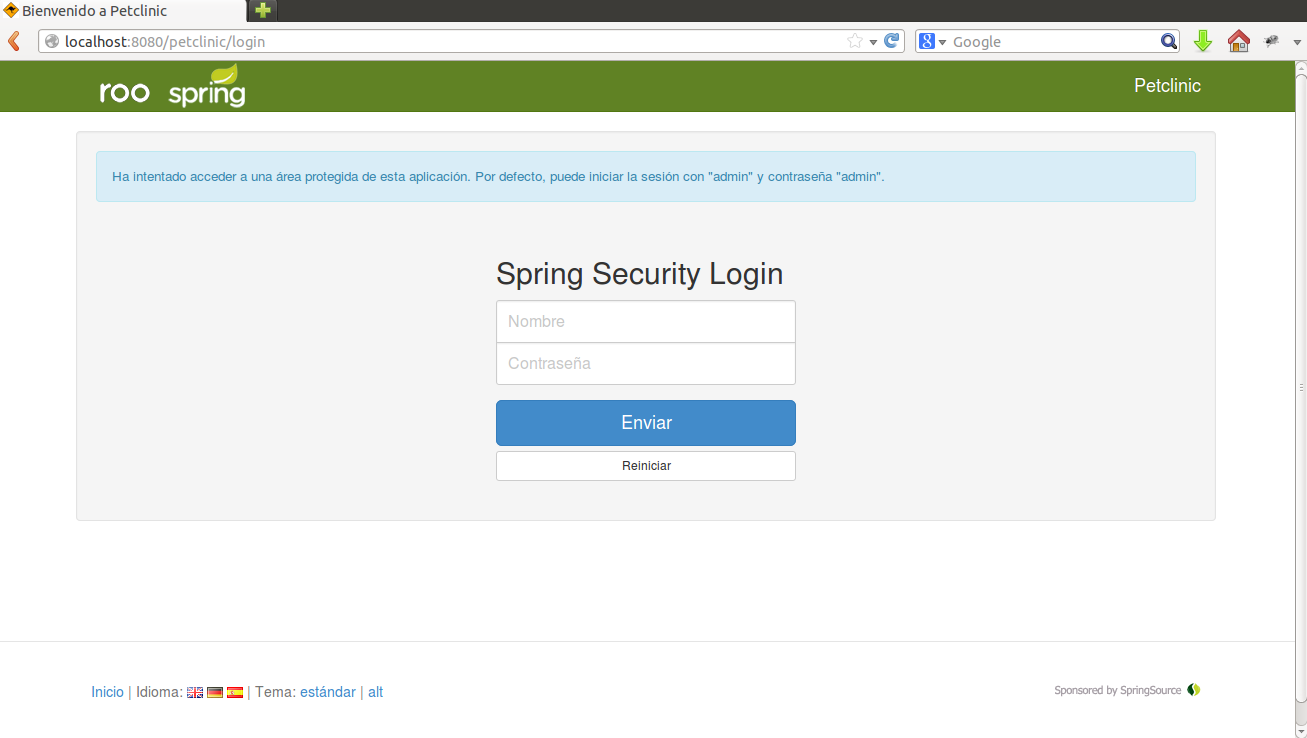 Bienvenido a Petclinic
localhost:8080/petclinic/login
Google
roo spring
Petclinic
Ha intentado acceder a una área protegida de esta aplicación. Por defecto, puede iniciar la sesión con "admin" y contraseña "admin".
Spring Security Login
Nombre
Contraseña
Enviar
Reiniciar
Inicio | Idioma: | Tema: estándar | alt
Sponsored by SpringSource